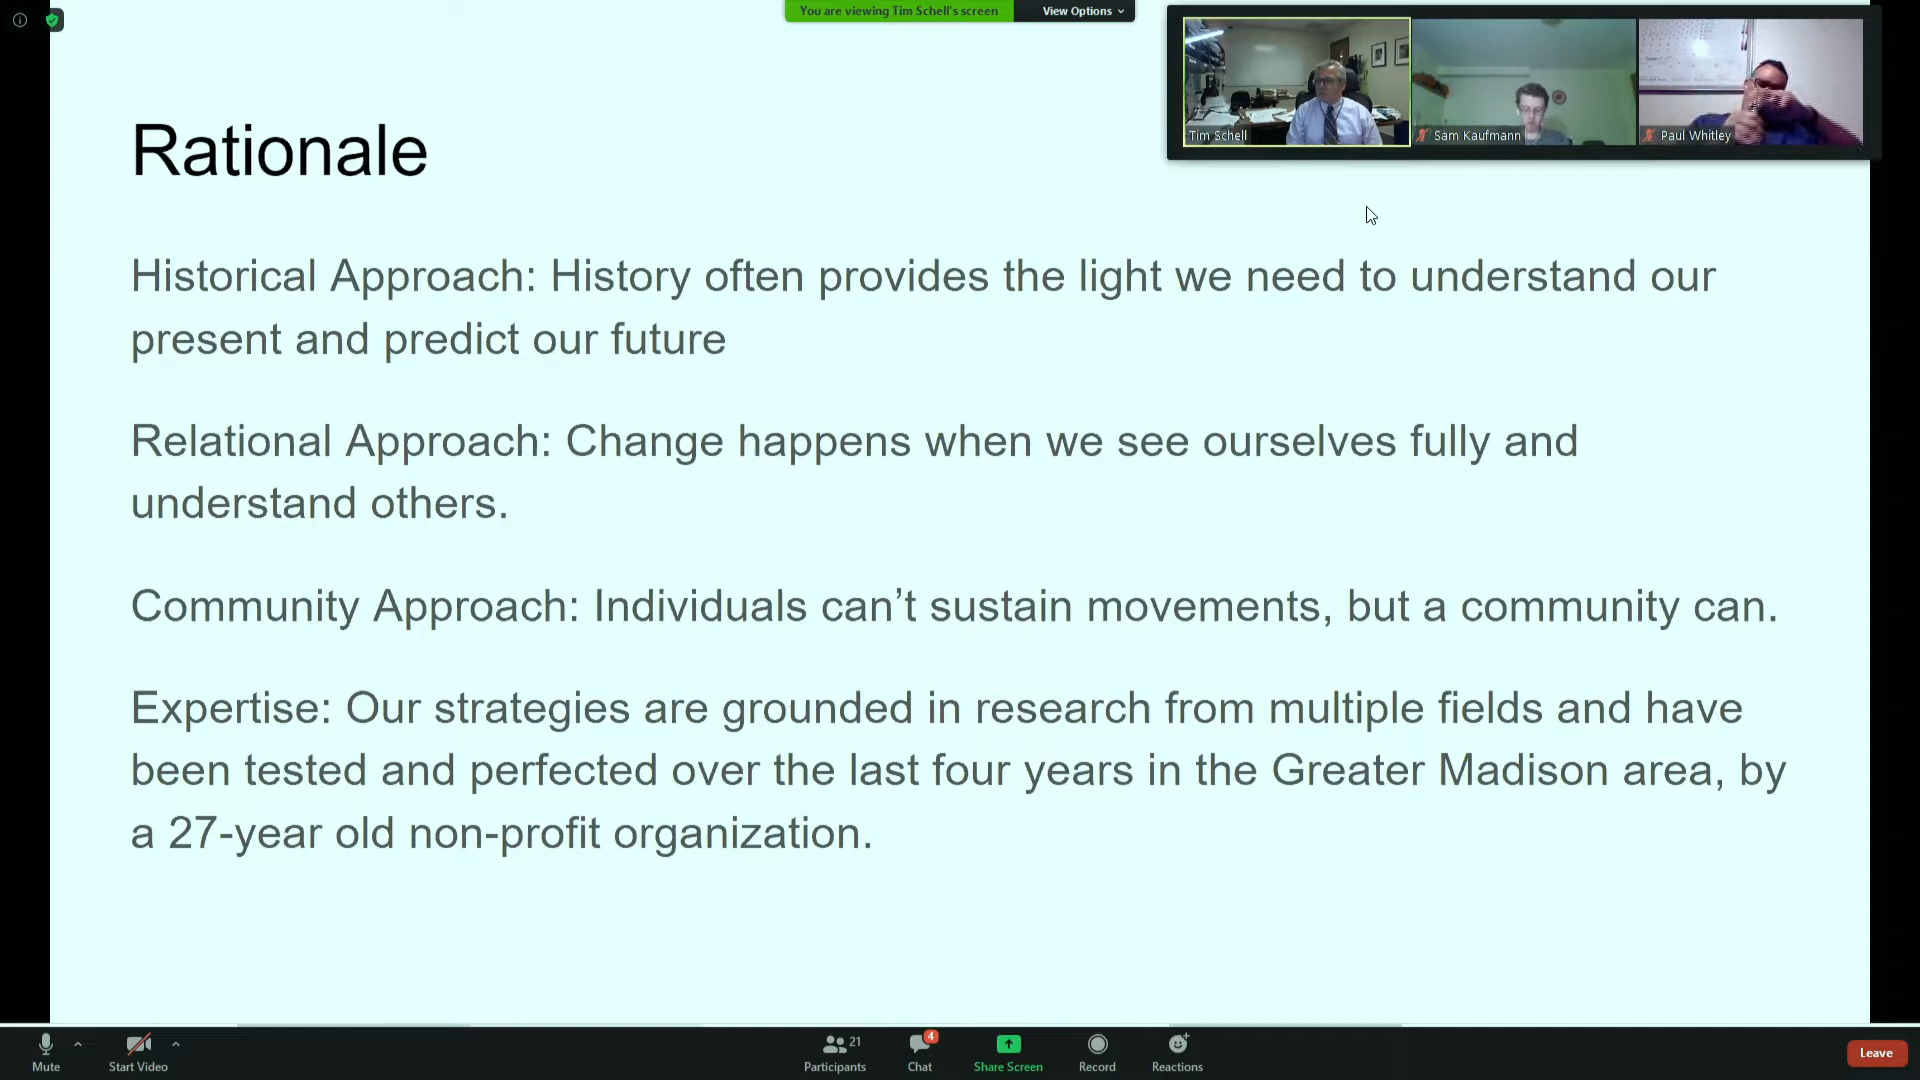 You are viewing Tim Schell's screen
View Options
Tim Schell
Sam Kaufmann
Paul Whitley
Rationale
Historical Approach: History often provides the light we need to understand our
present and predict our future
Relational Approach: Change happens when we see ourselves fully and
understand others.
Community Approach: Individuals can’t sustain movements, but a community can.
Expertise: Our strategies are grounded in research from multiple fields and have
been tested and perfected over the last four years in the Greater Madison area, by
a 27-year old non-profit organization.
21
4
Mute
Start Video
Participants
Chat
Share Screen
Record
Reactions
Leave